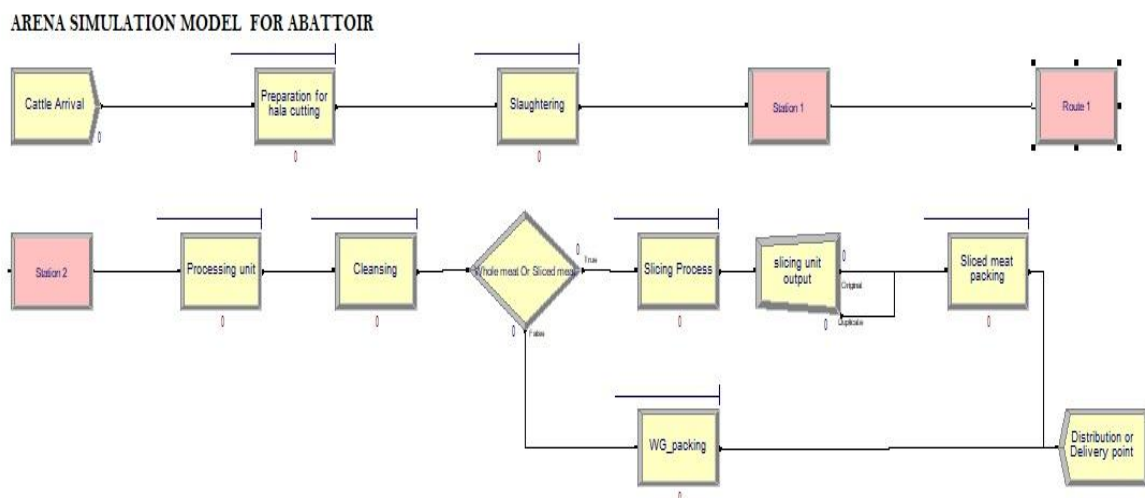 ARENA SIMULATION MODEL FOR ABATTOIR
Cattle Arrival
0
Preparation for
hala cutting
0
Slaughtering
0
Station 1
Route 1
Station 2
Processing unit
0
Cleansing
0
Whole meat Or Sliced meat
0
True
0
False
Slicing Process
0
slicing unit
output
0
Original
0
Duplicate
Sliced meat
packing
0
WG_packing
0
Distribution or
Delivery point